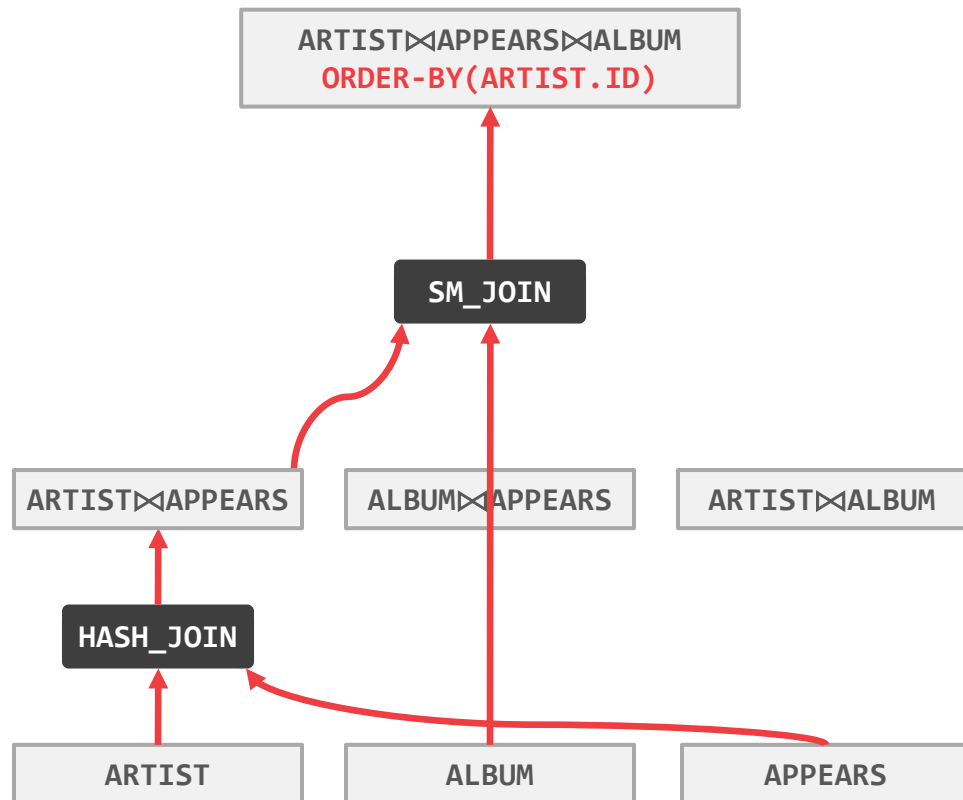 ARTIST⋈APPEARS⋈ALBUM
ORDER-BY(ARTIST.ID)
SM_JOIN
ARTIST⋈APPEARS
ALBUM⋈APPEARS
ARTIST⋈ALBUM
HASH_JOIN
ARTIST
ALBUM
APPEARS